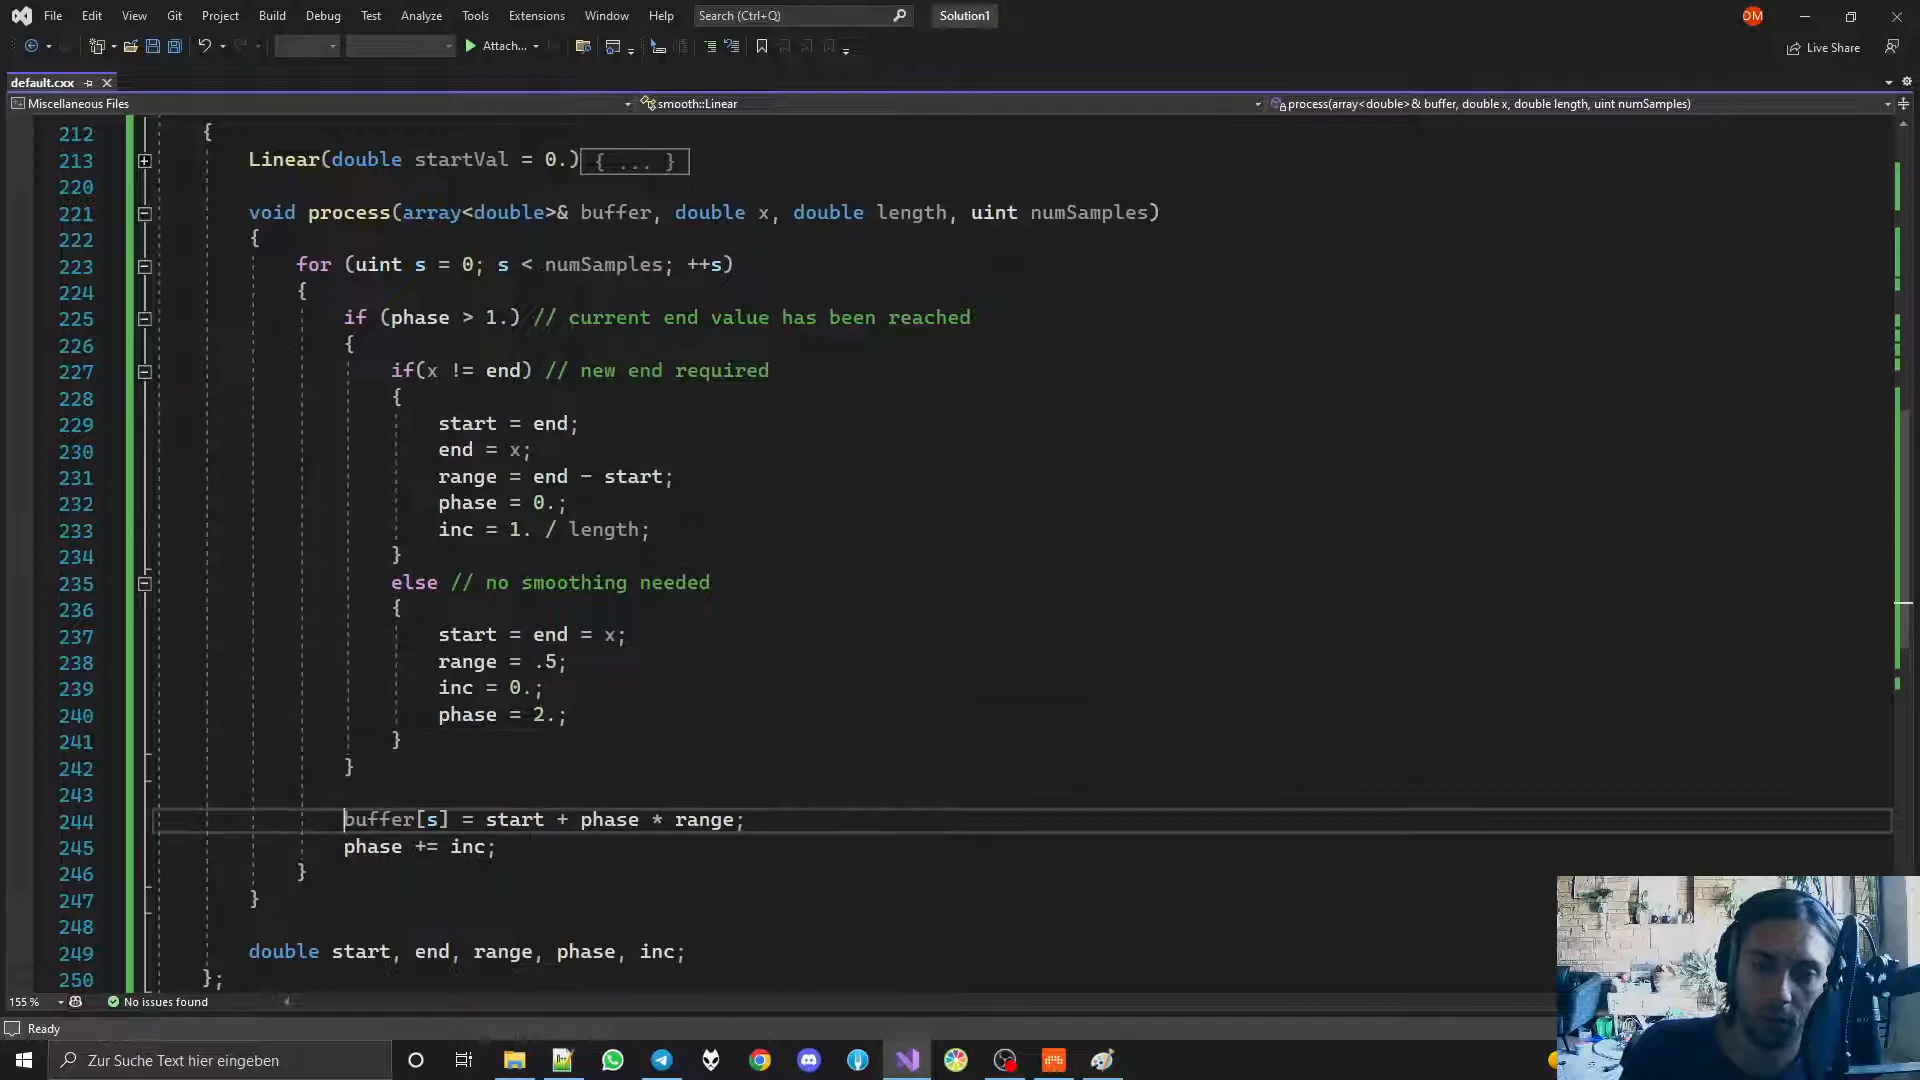 File Edit View Git Project Build Debug Test Analyze Tools Extensions Window Help Search (Ctrl+Q) Solution1 DM
Attach... Live Share
default.cxx
Miscellaneous Files smooth::Linear process(array<double>& buffer, double x, double length, uint numSamples)
212 {
213 Linear(double startVal = 0.){ ... }
220
221 void process(array<double>& buffer, double x, double length, uint numSamples)
222 {
223 for (uint s = 0; s < numSamples; ++s)
224 {
225 if (phase > 1.) // current end value has been reached
226 {
227 if(x != end) // new end required
228 {
229 start = end;
230 end = x;
231 range = end - start;
232 phase = 0.;
233 inc = 1. / length;
234 }
235 else // no smoothing needed
236 {
237 start = end = x;
238 range = .5;
239 inc = 0.;
240 phase = 2.;
241 }
242 }
243
244 buffer[s] = start + phase * range;
245 phase += inc;
246 }
247 }
248
249 double start, end, range, phase, inc;
250 };
155 % No issues found
Ready
Zur Suche Text hier eingeben